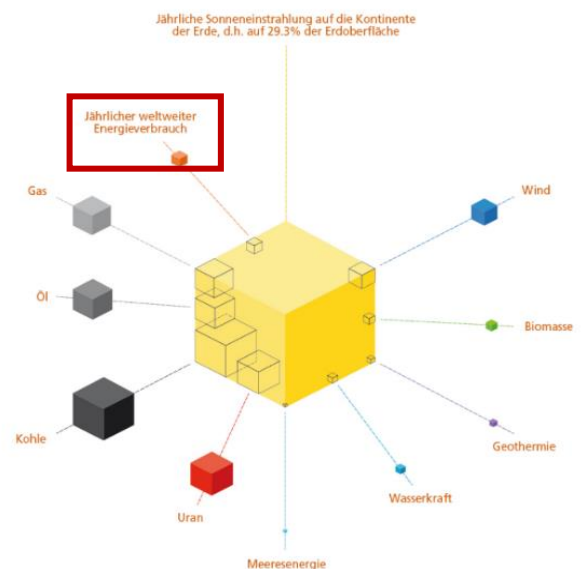 Jährliche Sonneneinstrahlung auf die Kontinente
der Erde, d.h. auf 29.3% der Erdoberfläche
Jährlicher weltweiter
Energieverbrauch
Gas
Wind
Öl
Biomasse
Kohle
Geothermie
Wasserkraft
Uran
Meeresenergie